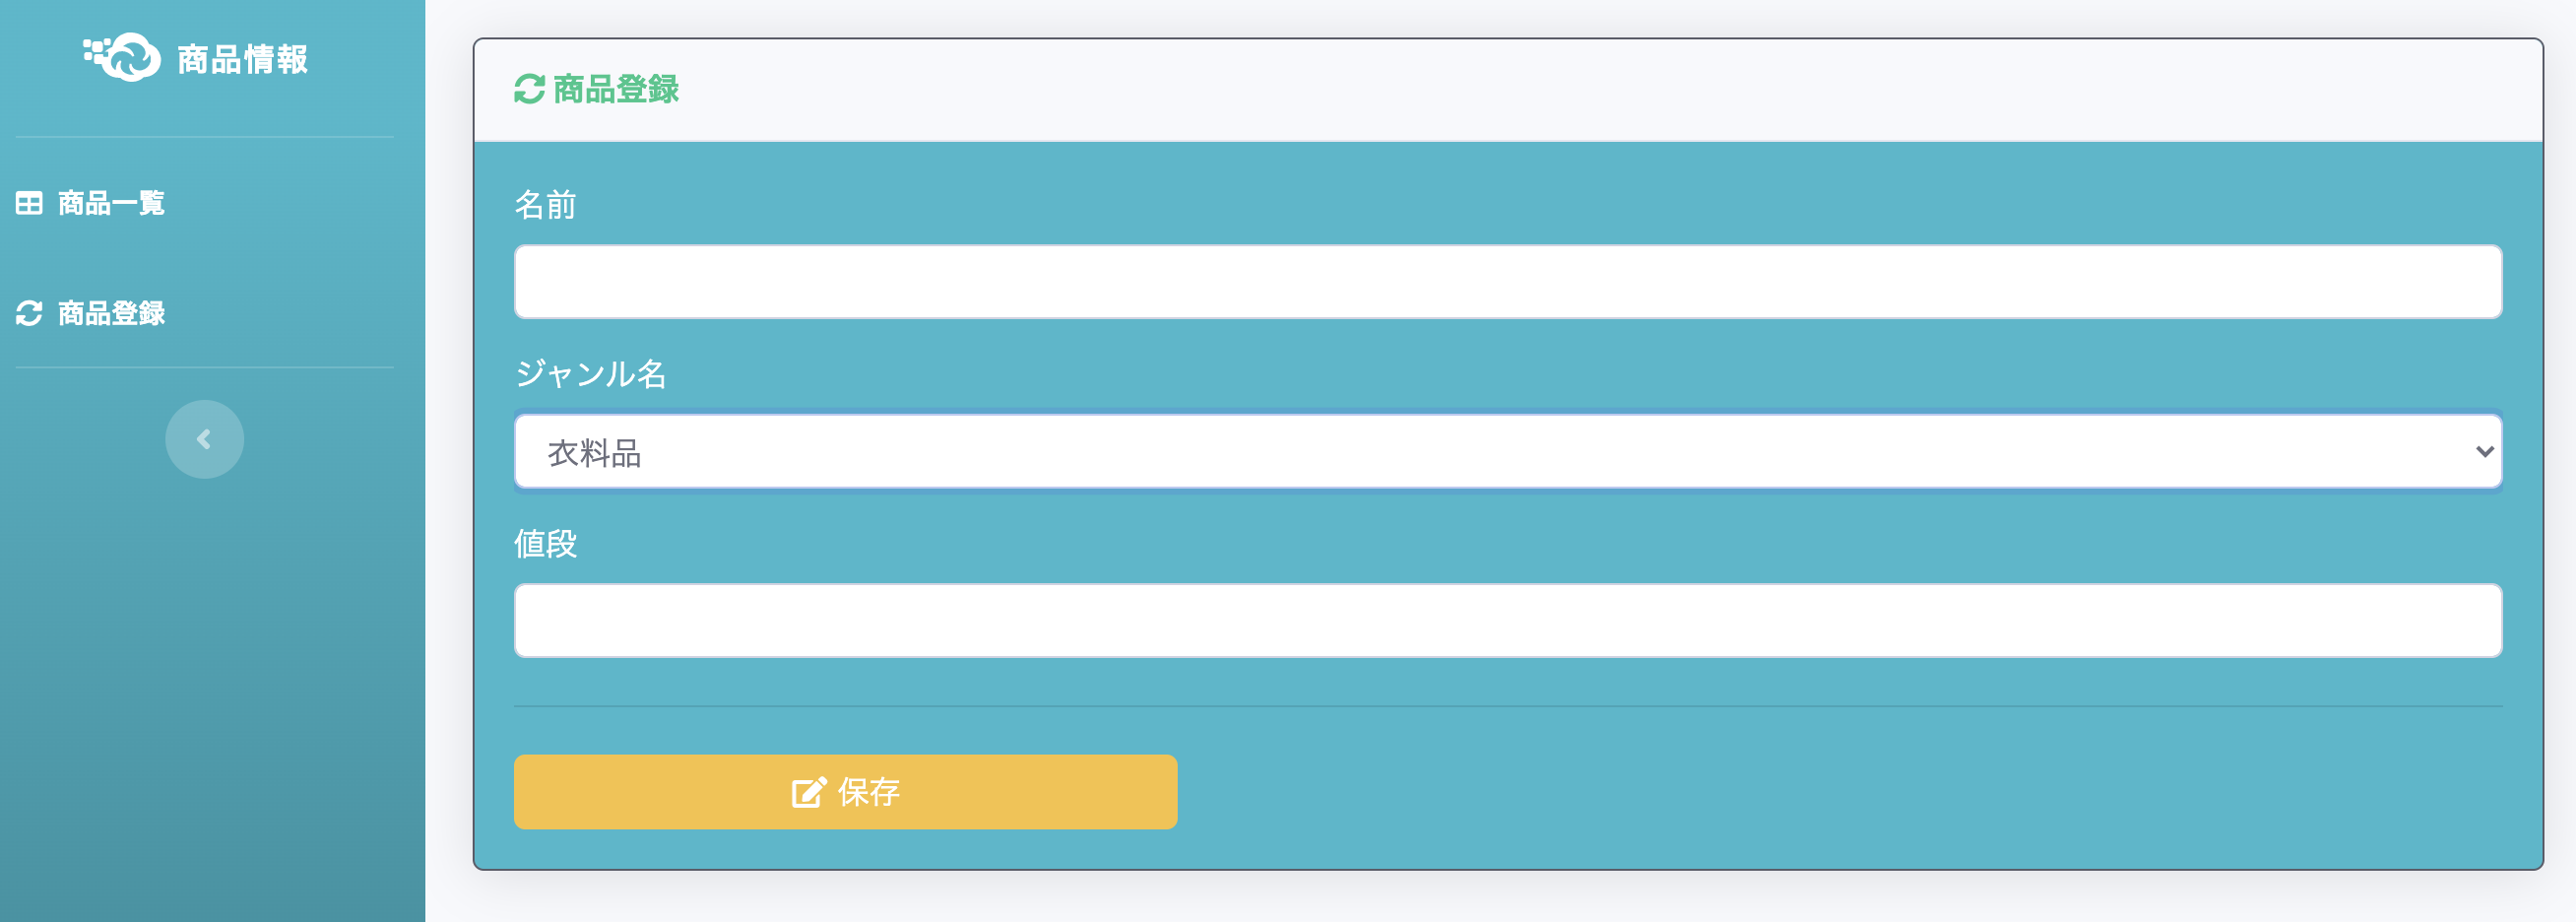 商品情報
商品一覧
商品登録
商品登録
名前
ジャンル名
衣料品
値段
保存